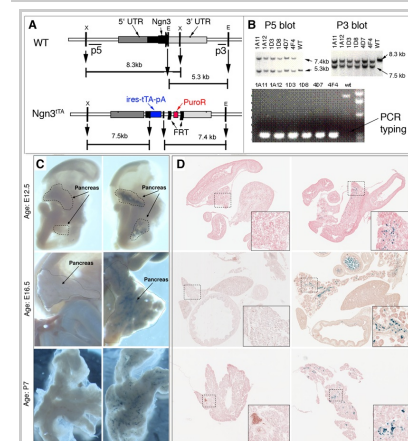 A
5' UTR Ngn3 3' UTR
WT
X E X E
p5 p3
8.3kb
5.3 kb
ires-tTA-pA PuroR
Ngn3tTA
X E
FRT
7.5kb 7.4 kb
B
P5 blot P3 blot
1A11 1A12 1D3 1D8 4D7 4F4 WT
1A11 1A12 1D3 1D8 4D7 4F4 WT
7.4kb
5.3kb
8.3 kb
7.5 kb
1A11 1A12 1D3 1D8 4D7 4F4 wt
PCR
typing
C
Age: E12.5
Pancreas
Pancreas
Age: E16.5
Pancreas
Pancreas
Age: P7
D